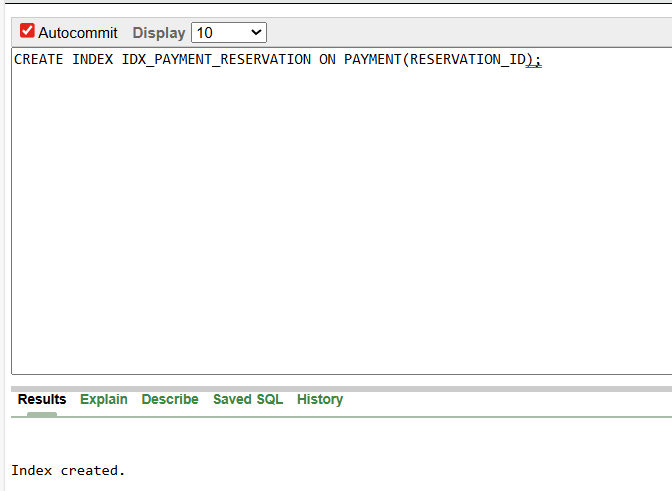 Autocommit Display 10
CREATE INDEX IDX_PAYMENT_RESERVATION ON PAYMENT(RESERVATION_ID);
Results Explain Describe Saved SQL History
Index created.